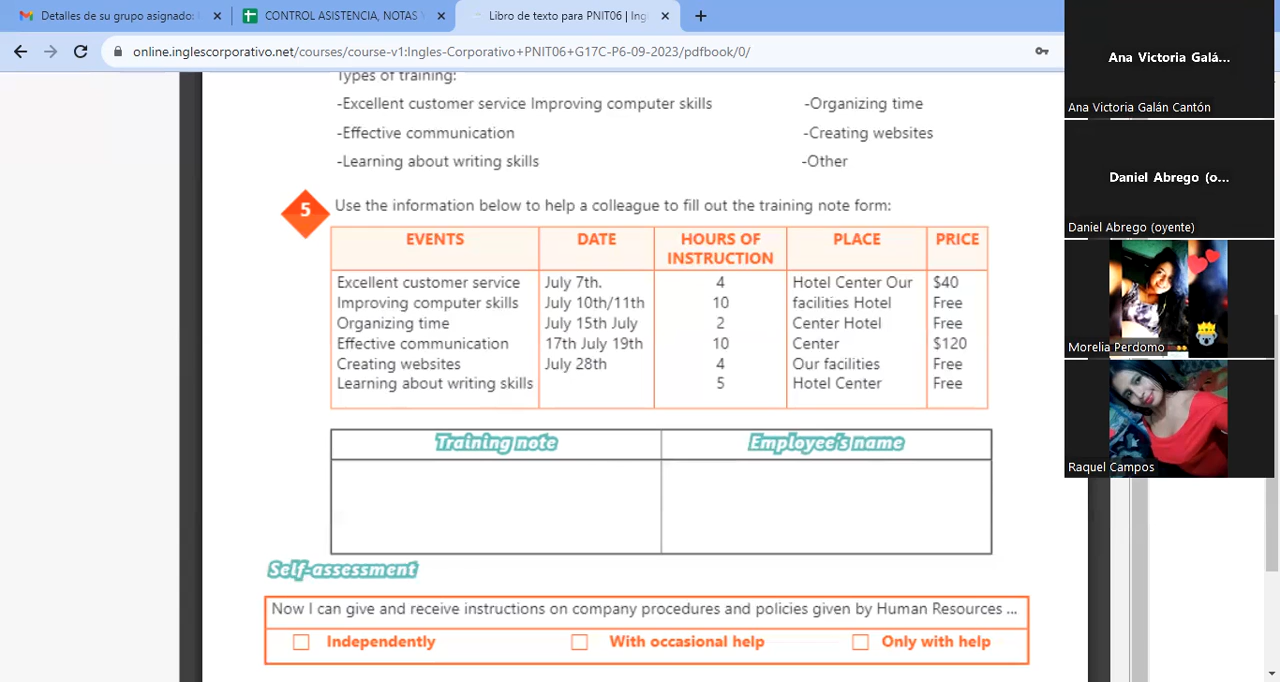 Detalles de su grupo asignado:
CONTROL ASISTENCIA, NOTAS Y
Libro de texto para PNIT06 | Ing
online.inglescorporativo.net/courses/course-v1:Ingles-Corporativo+PNIT06+G17C-P6-09-2023/pdfbook/0/
Types of training:
-Excellent customer service Improving computer skills
-Organizing time
-Effective communication
-Creating websites
-Learning about writing skills
-Other
5
Use the information below to help a colleague to fill out the training note form:
EVENTS DATE HOURS OF INSTRUCTION PLACE PRICE
Excellent customer service July 7th. 4 Hotel Center Our $40
Improving computer skills July 10th/11th 10 facilities Hotel Free
Organizing time July 15th July 2 Center Hotel Free
Effective communication 17th July 19th 10 Center $120
Creating websites July 28th 4 Our facilities Free
Learning about writing skills 5 Hotel Center Free
Training note Employee's name
Self-assessment
Now I can give and receive instructions on company procedures and policies given by Human Resources ...
Independently With occasional help Only with help
Ana Victoria Galá...
Ana Victoria Galán Cantón
Daniel Abrego (o...
Daniel Abrego (oyente)
Morelia Perdomo
Raquel Campos